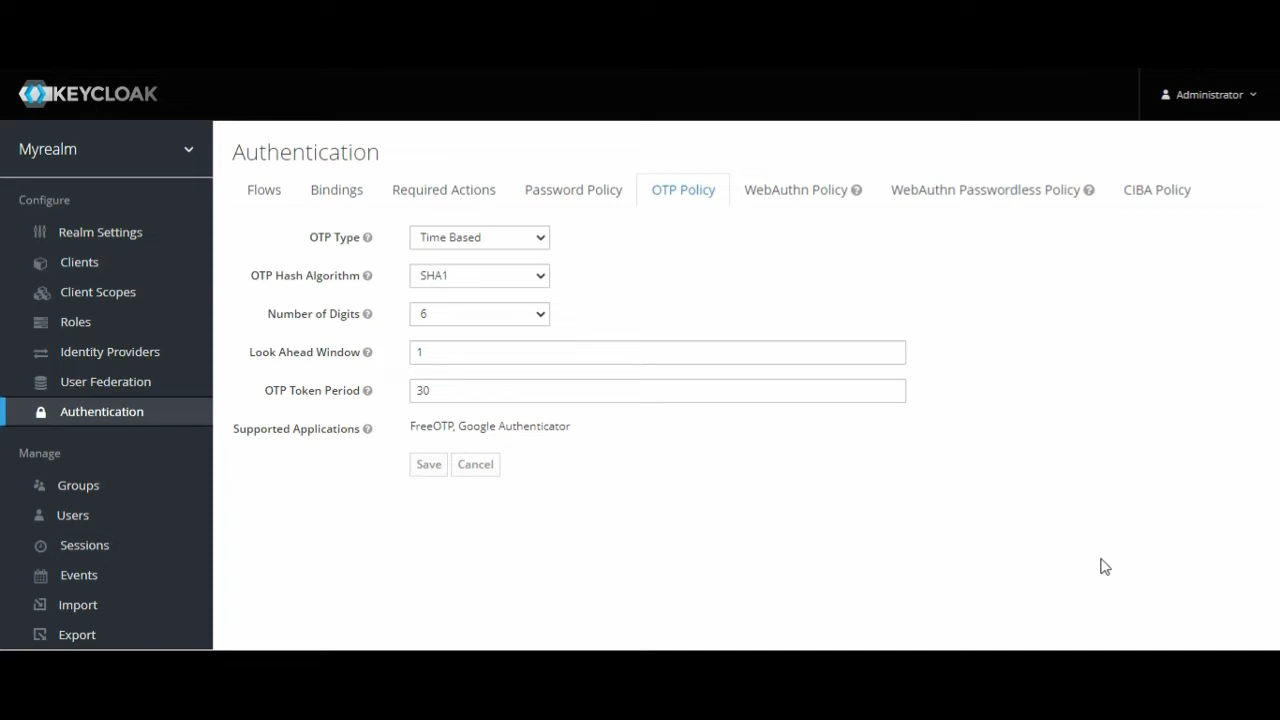 KEYCLOAK
Administrator
Myrealm
Configure
Realm Settings
Clients
Client Scopes
Roles
Identity Providers
User Federation
Authentication
Manage
Groups
Users
Sessions
Events
Import
Export
Authentication
Flows Bindings Required Actions Password Policy OTP Policy WebAuthn Policy WebAuthn Passwordless Policy CIBA Policy
OTP Type Time Based
OTP Hash Algorithm SHA1
Number of Digits 6
Look Ahead Window 1
OTP Token Period 30
Supported Applications FreeOTP, Google Authenticator
Save Cancel